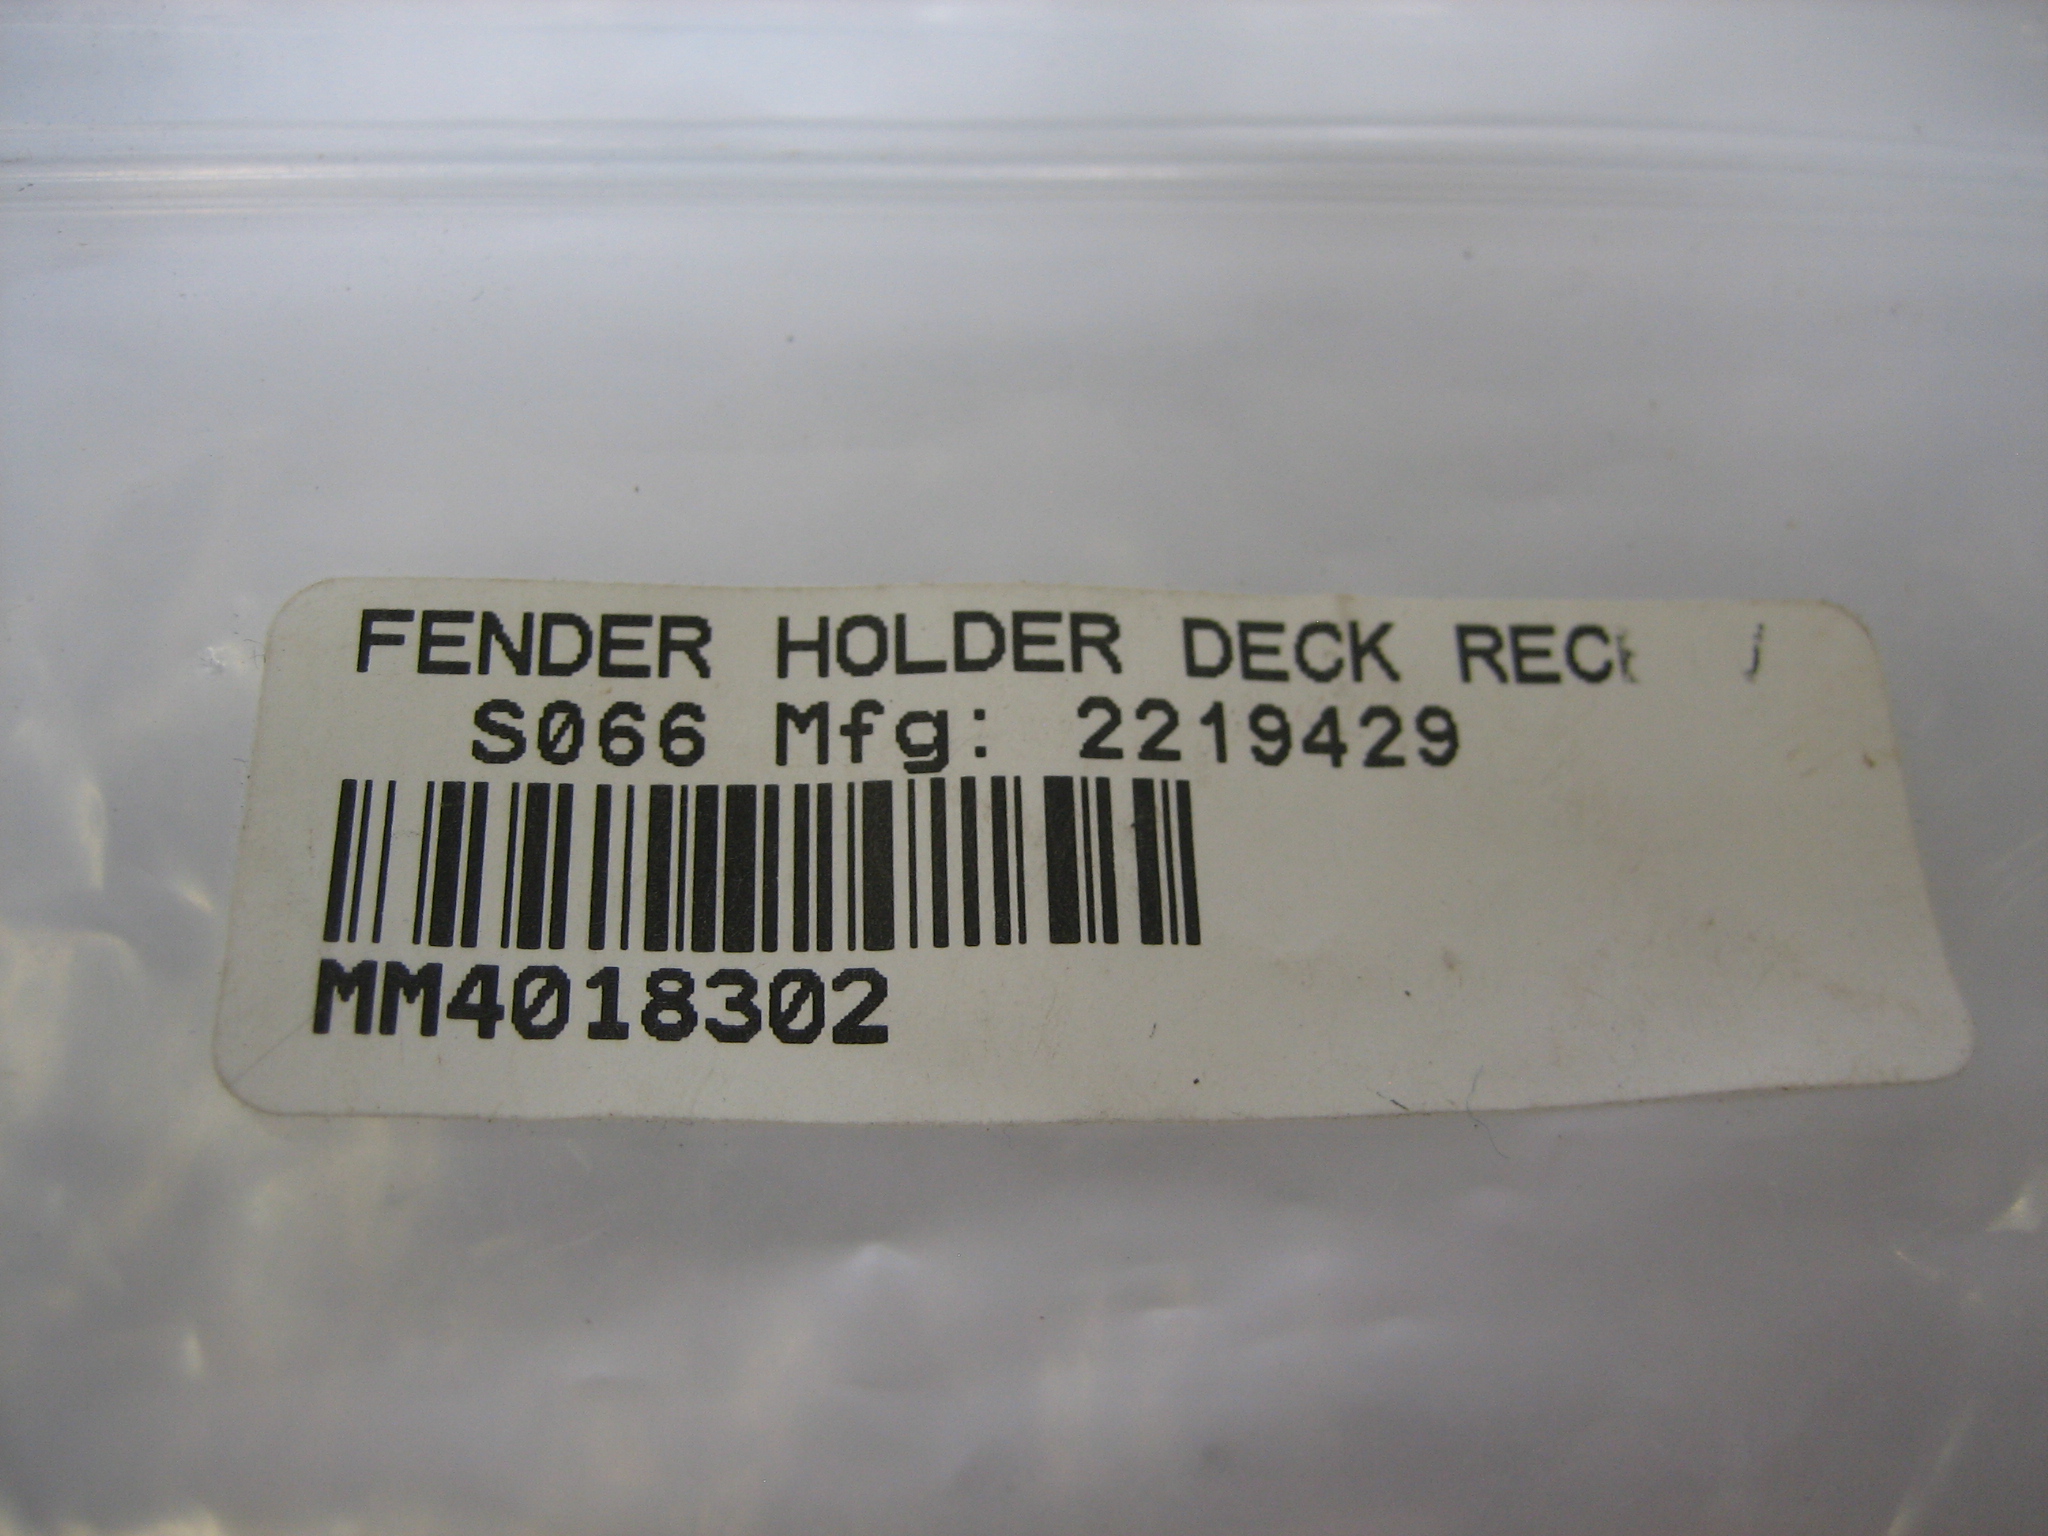 FENDER HOLDER DECK
S066 Mfg: 2219429
MM4018302